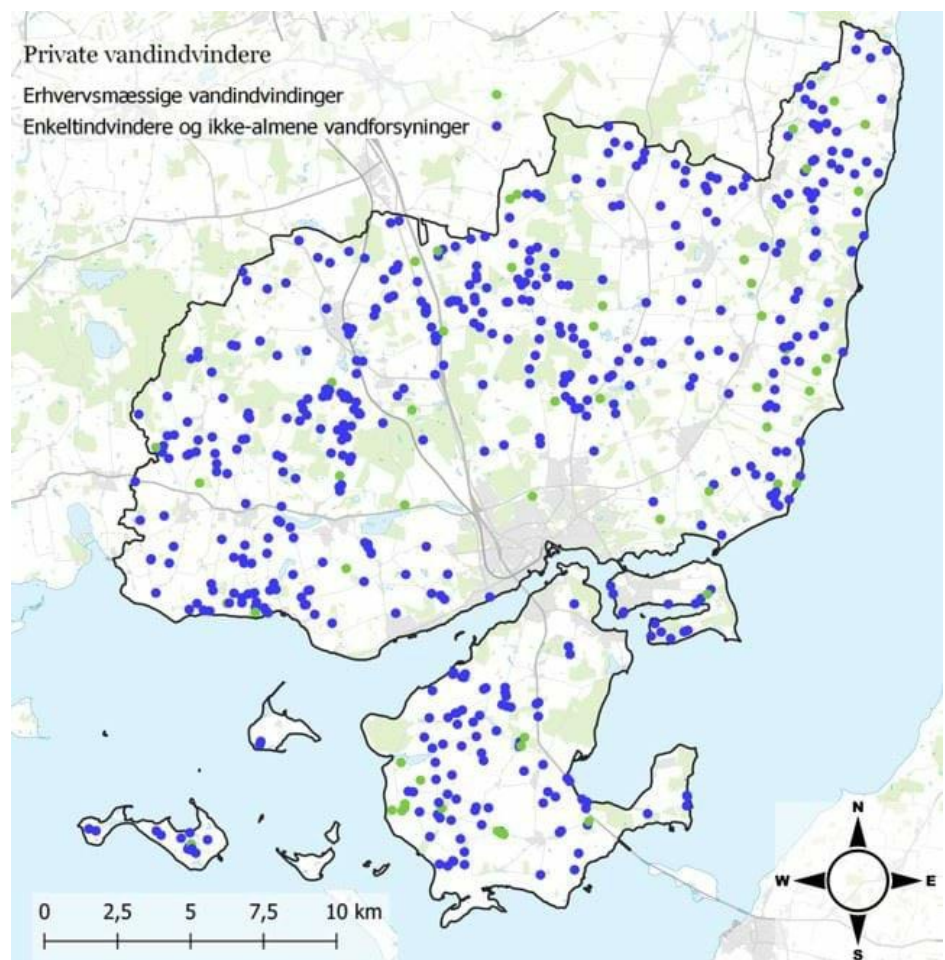 Private vandindvindere
Erhvervsmæssige vandindvindinger
Enkeltindvindere og ikke-almene vandforsyninger
N
W
E
S
0 2,5 5 7,5 10 km